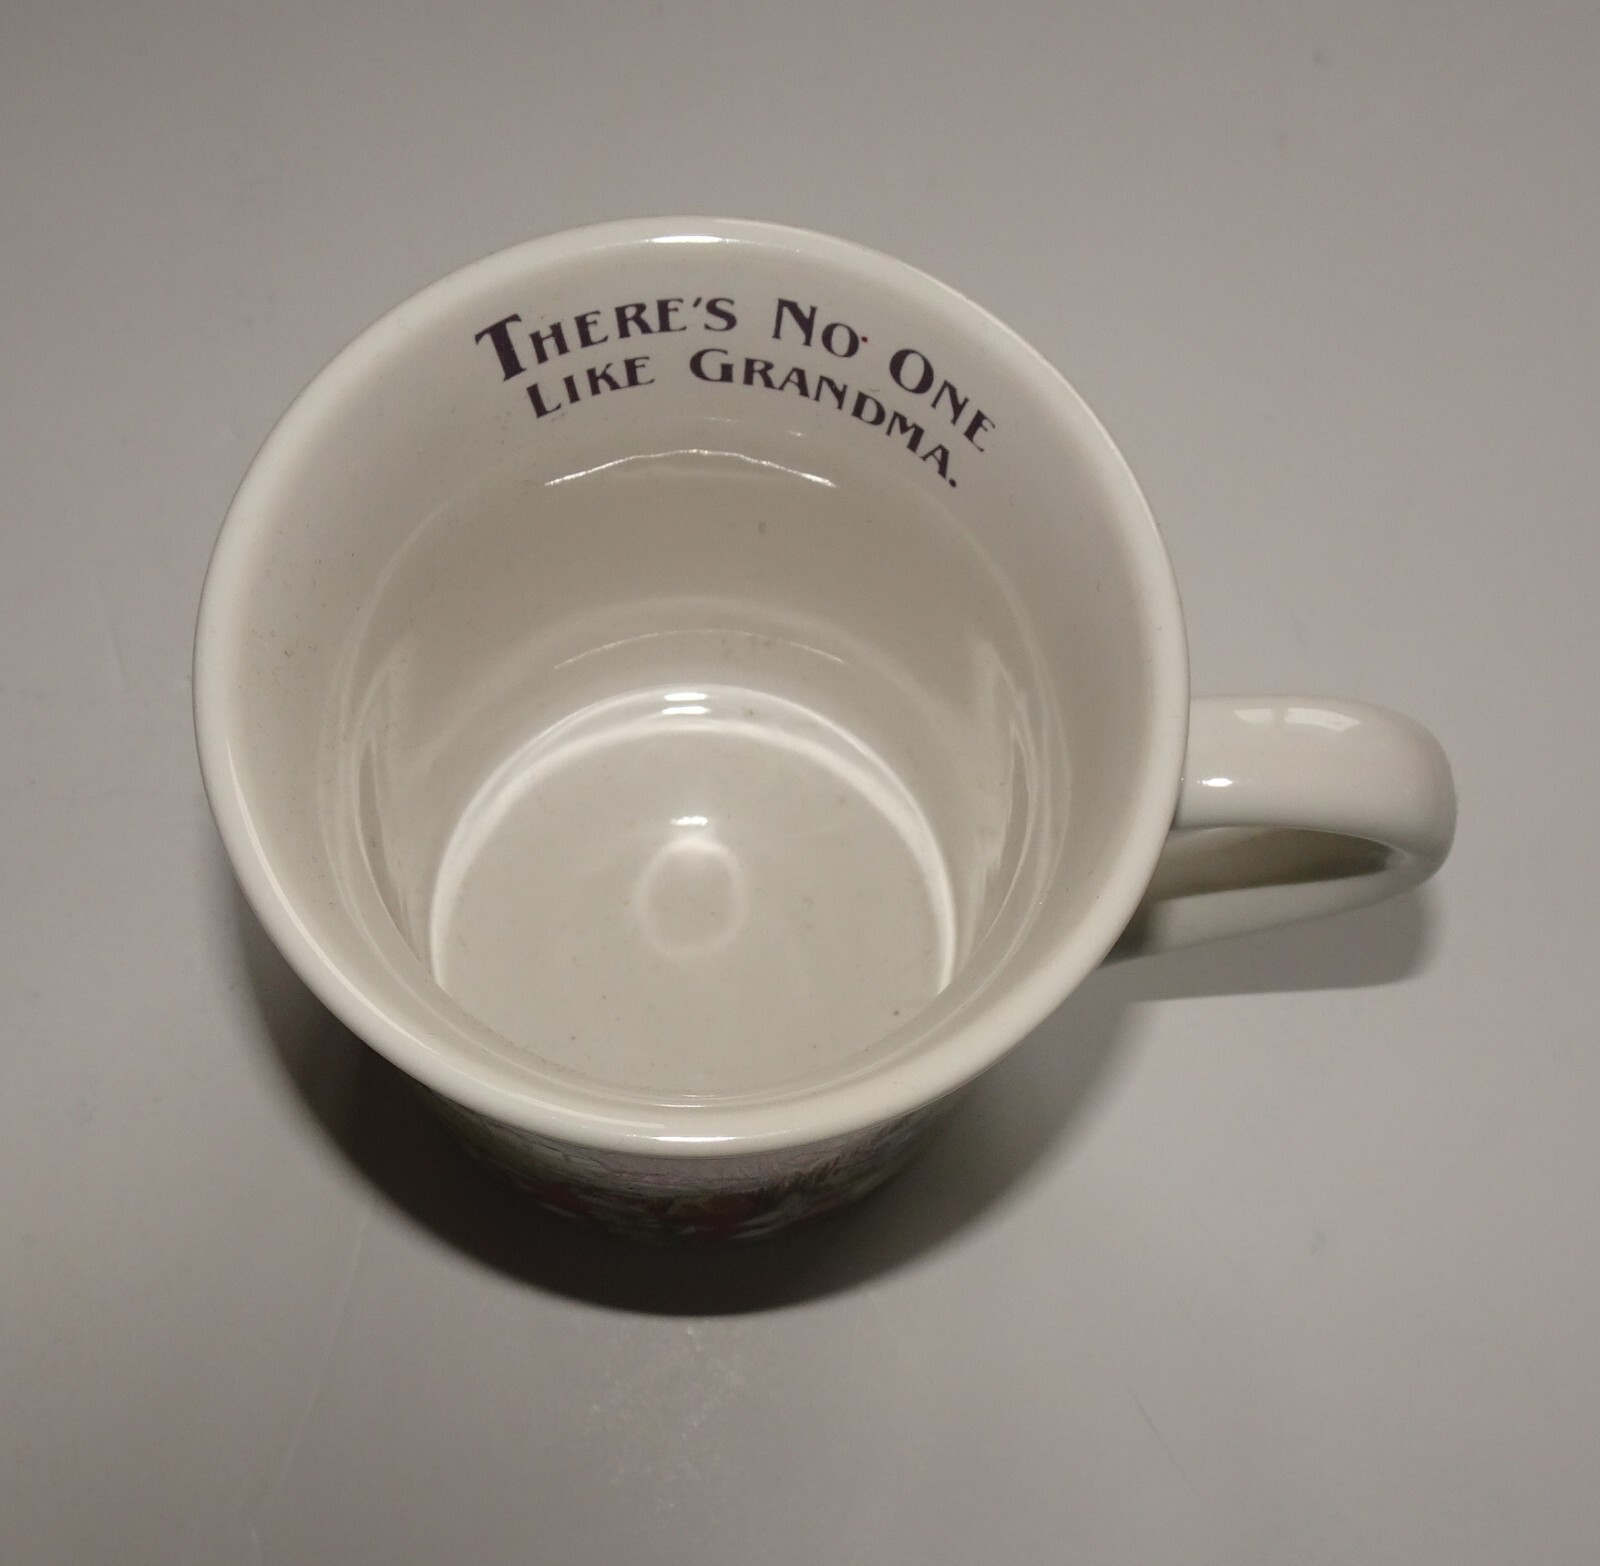 There's No One
Like Grandma.